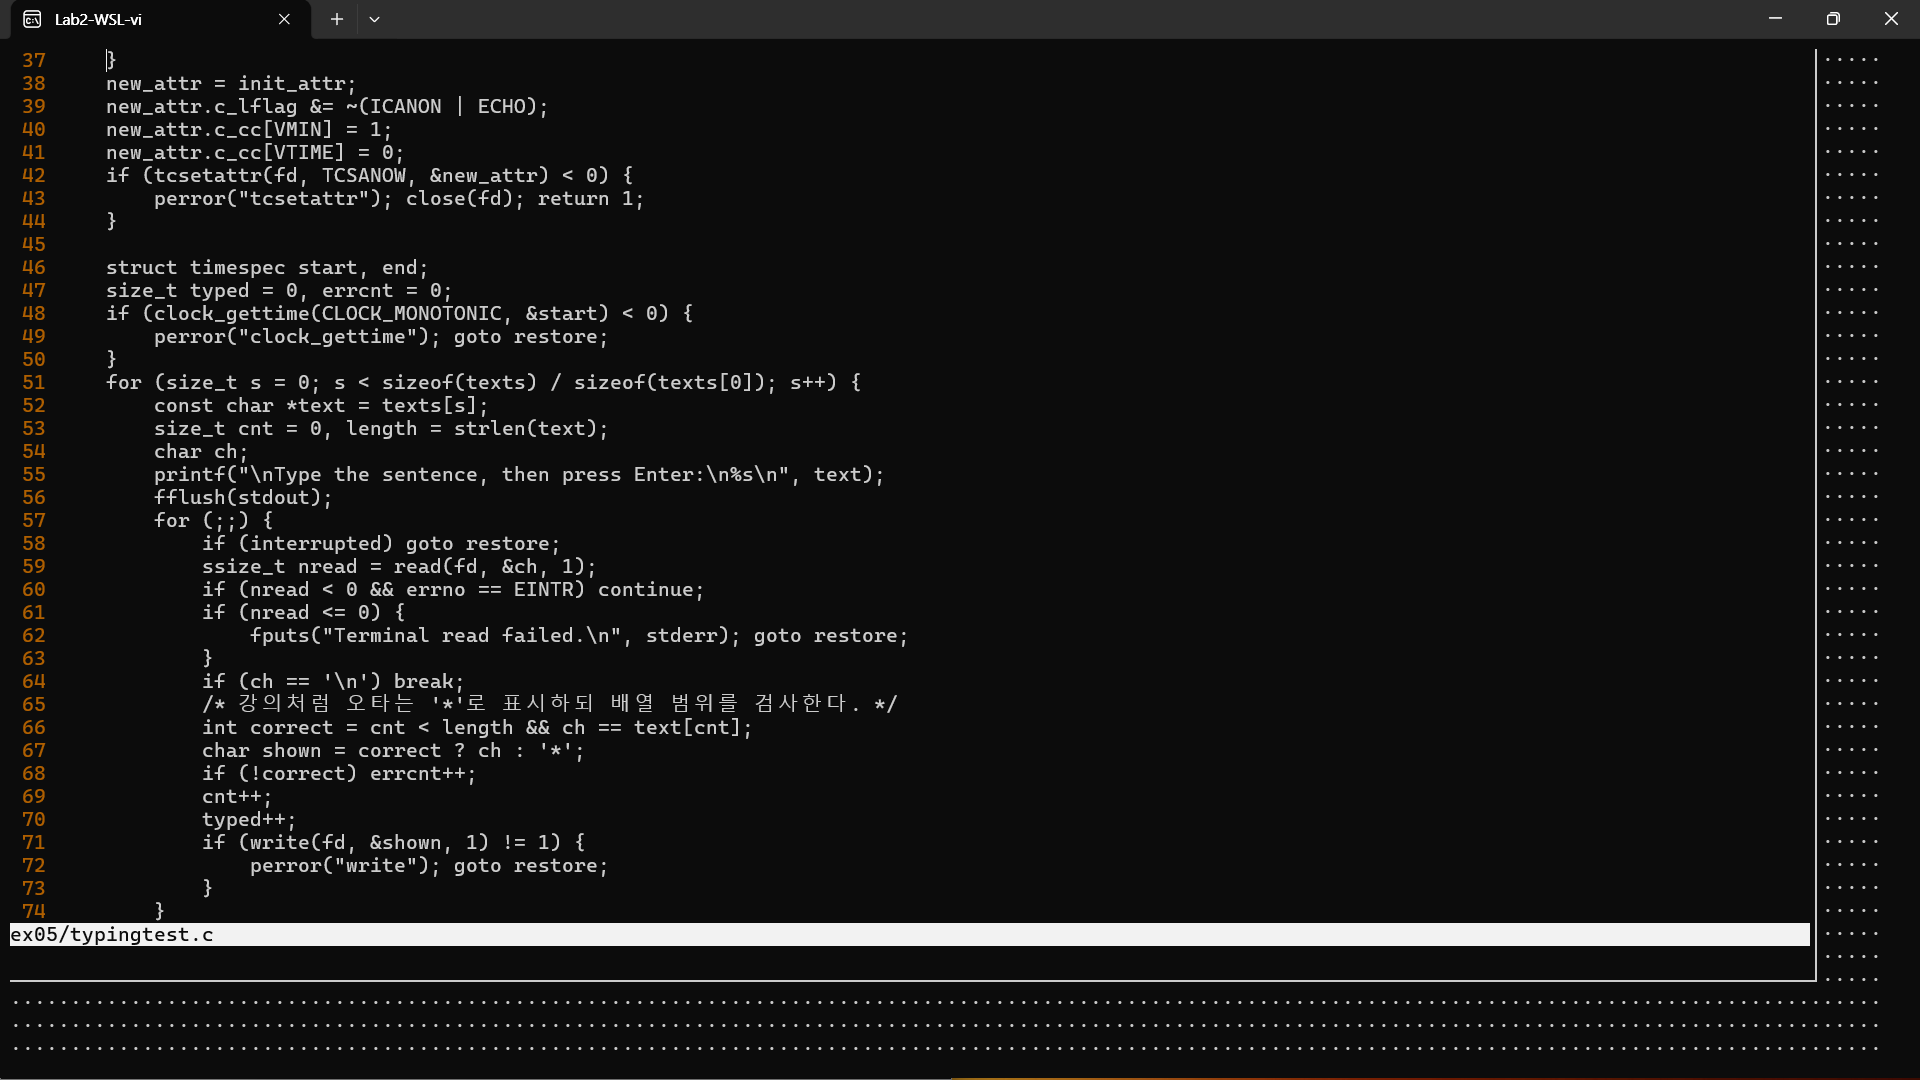 Lab2-WSL-vi
37 }
38 new_attr = init_attr;
39 new_attr.c_lflag &= ~(ICANON | ECHO);
40 new_attr.c_cc[VMIN] = 1;
41 new_attr.c_cc[VTIME] = 0;
42 if (tcsetattr(fd, TCSANOW, &new_attr) < 0) {
43 perror("tcsetattr"); close(fd); return 1;
44 }
45
46 struct timespec start, end;
47 size_t typed = 0, errcnt = 0;
48 if (clock_gettime(CLOCK_MONOTONIC, &start) < 0) {
49 perror("clock_gettime"); goto restore;
50 }
51 for (size_t s = 0; s < sizeof(texts) / sizeof(texts[0]); s++) {
52 const char *text = texts[s];
53 size_t cnt = 0, length = strlen(text);
54 char ch;
55 printf("\nType the sentence, then press Enter:\n%s\n", text);
56 fflush(stdout);
57 for (;;) {
58 if (interrupted) goto restore;
59 ssize_t nread = read(fd, &ch, 1);
60 if (nread < 0 && errno == EINTR) continue;
61 if (nread <= 0) {
62 fputs("Terminal read failed.\n", stderr); goto restore;
63 }
64 if (ch == '\n') break;
65 /* 강의처럼 오타는 '*'로 표시하되 배열 범위를 검사한다. */
66 int correct = cnt < length && ch == text[cnt];
67 char shown = correct ? ch : '*';
68 if (!correct) errcnt++;
69 cnt++;
70 typed++;
71 if (write(fd, &shown, 1) != 1) {
72 perror("write"); goto restore;
73 }
74 }
ex05/typingtest.c